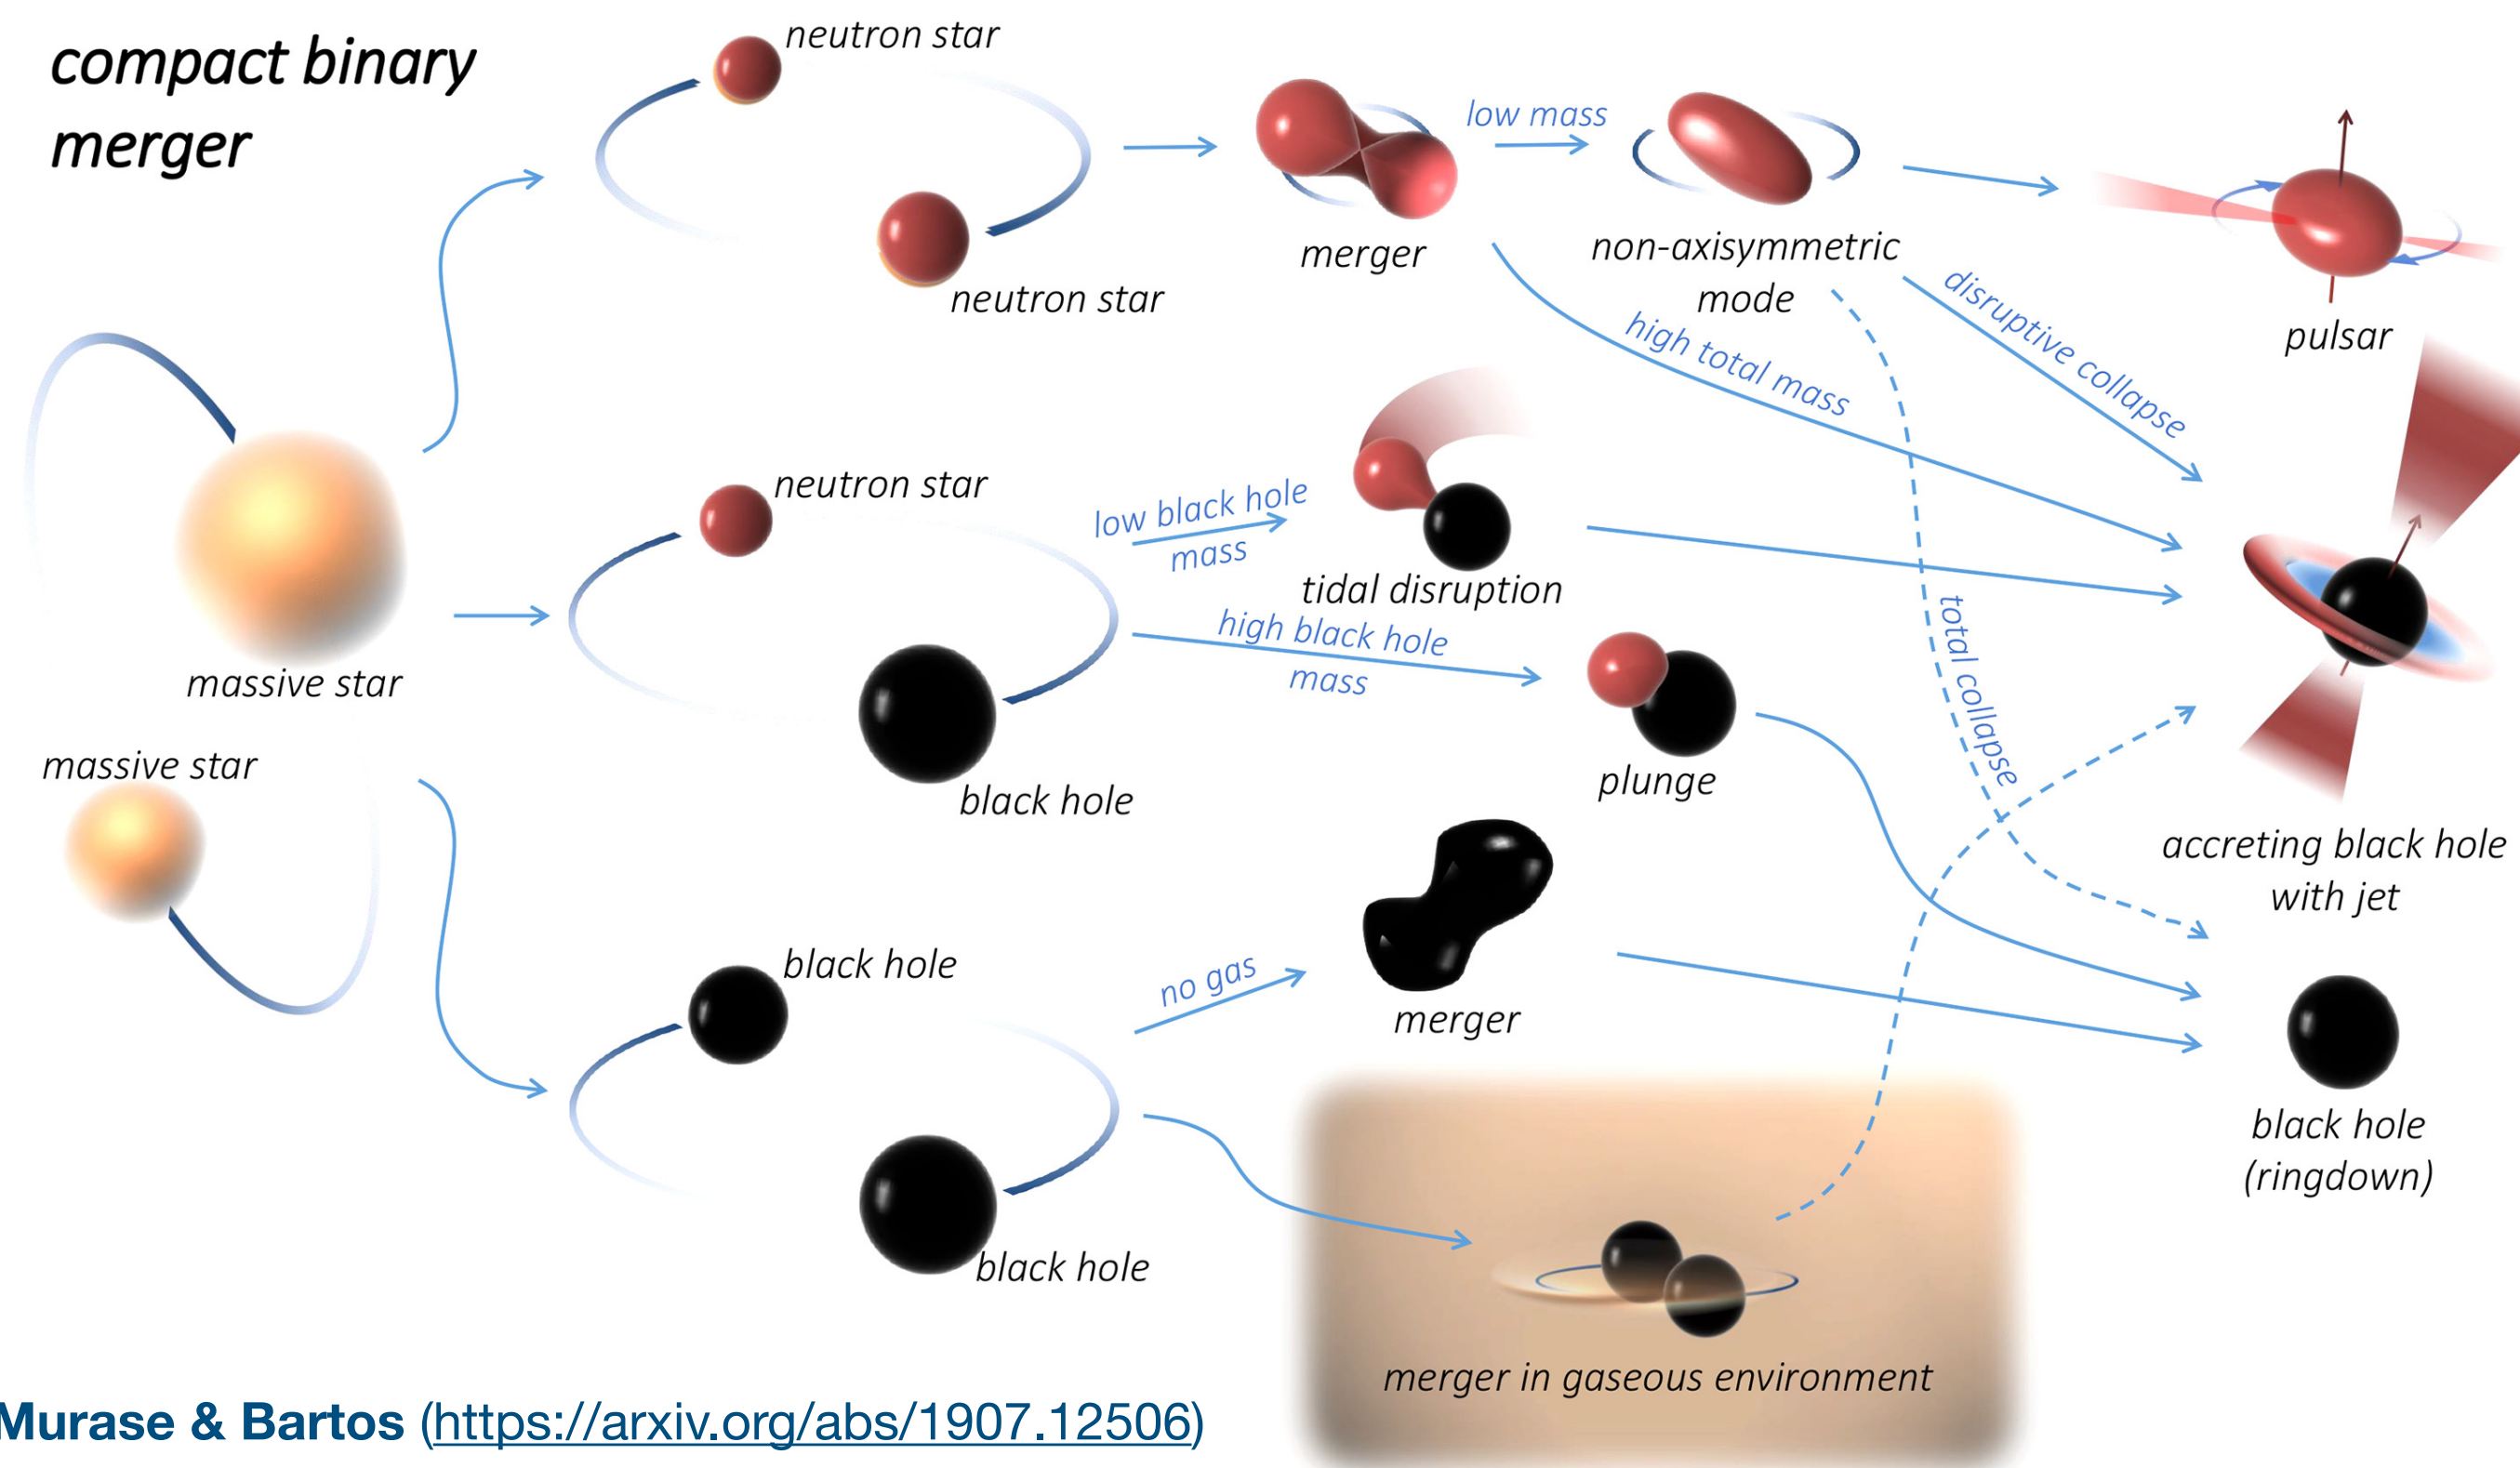 compact binary
merger
neutron star
neutron star
merger
low mass
non-axisymmetric
mode
pulsar
high total mass
disruptive collapse
massive star
neutron star
black hole
low black hole
mass
tidal disruption
high black hole
mass
plunge
total collapse
accreting black hole
with jet
massive star
black hole
black hole
no gas
merger
black hole
(ringdown)
merger in gaseous environment
Murase & Bartos (https://arxiv.org/abs/1907.12506)